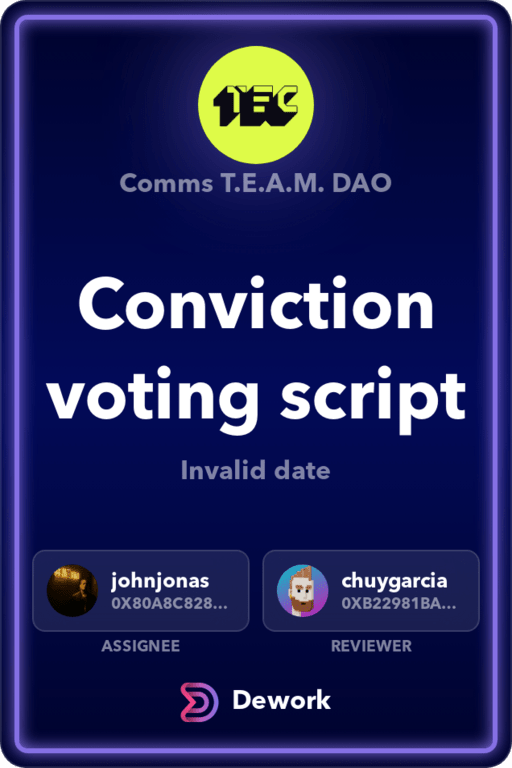 TEC
Comms T.E.A.M. DAO
Conviction
voting script
Invalid date
johnjonas
0X80A8C828...
chuygarcia
0XB22981BA...
ASSIGNEE
REVIEWER
Dework